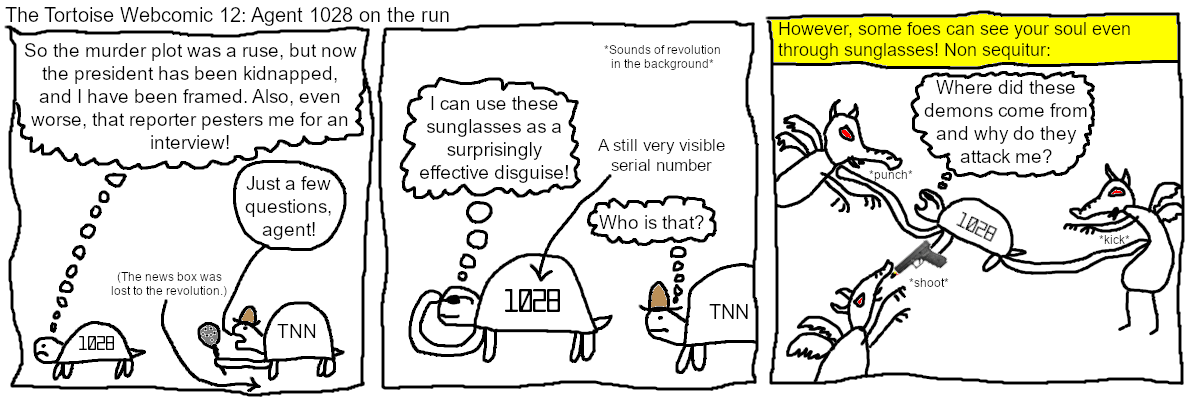 The Tortoise Webcomic 12: Agent 1028 on the run
So the murder plot was a ruse, but now
the president has been kidnapped,
and I have been framed. Also, even
worse, that reporter pesters me for an
interview!
Just a few
questions,
agent!
(The news box was
lost to the revolution.)
1028
TNN
*Sounds of revolution
in the background*
I can use these
sunglasses as a
surprisingly
effective disguise!
A still very visible
serial number
Who is that?
1028
TNN
However, some foes can see your soul even
through sunglasses! Non sequitur:
Where did these
demons come from
and why do they
attack me?
*punch*
1028
*kick*
*shoot*